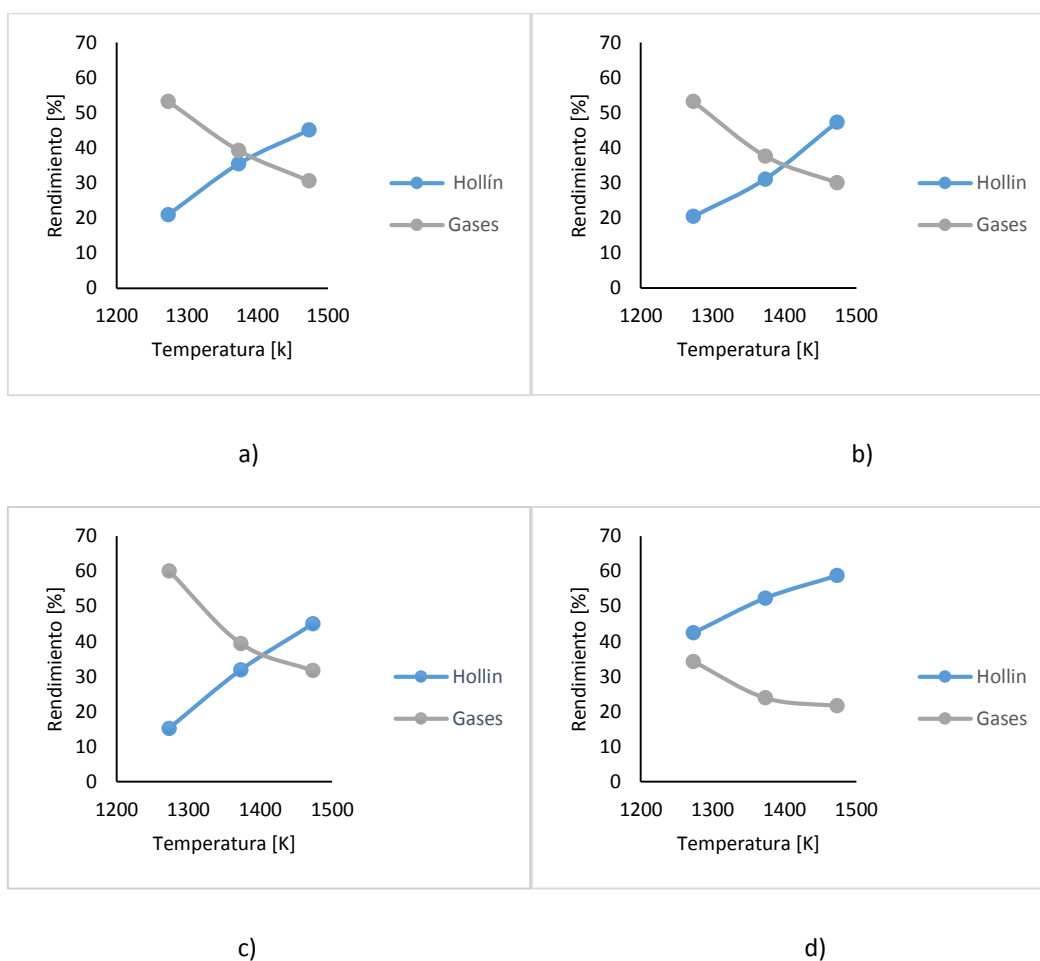 70
60
50
40
30
20
10
0
1200 1300 1400 1500
Rendimiento [%]
Temperatura [k]
Hollín
Gases
a)
70
60
50
40
30
20
10
0
1200 1300 1400 1500
Rendimiento [%]
Temperatura [K]
Hollin
Gases
b)
70
60
50
40
30
20
10
0
1200 1300 1400 1500
Rendimiento [%]
Temperatura [K]
Hollin
Gases
c)
70
60
50
40
30
20
10
0
1200 1300 1400 1500
Rendimiento [%]
Temperatura [K]
Hollin
Gases
d)